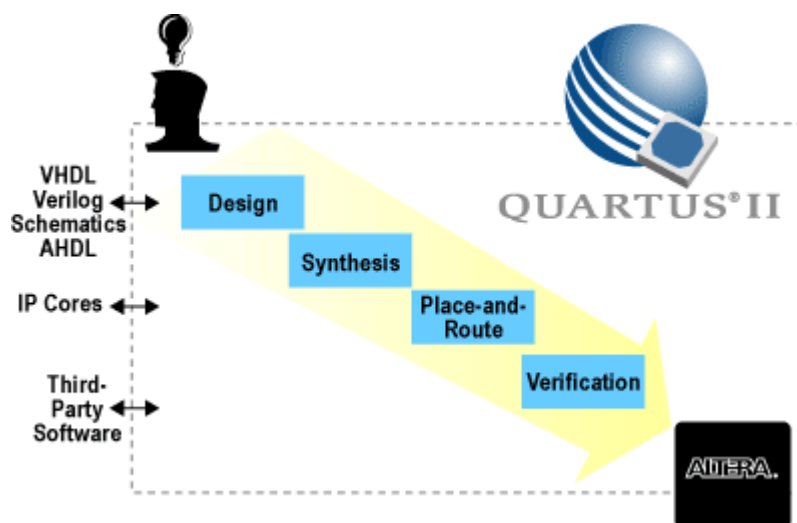 VHDL
Verilog
Schematics
AHDL
Design
QUARTUS® II
Synthesis
IP Cores
Place-and-
Route
Verification
Third-
Party
Software
ALTERA.